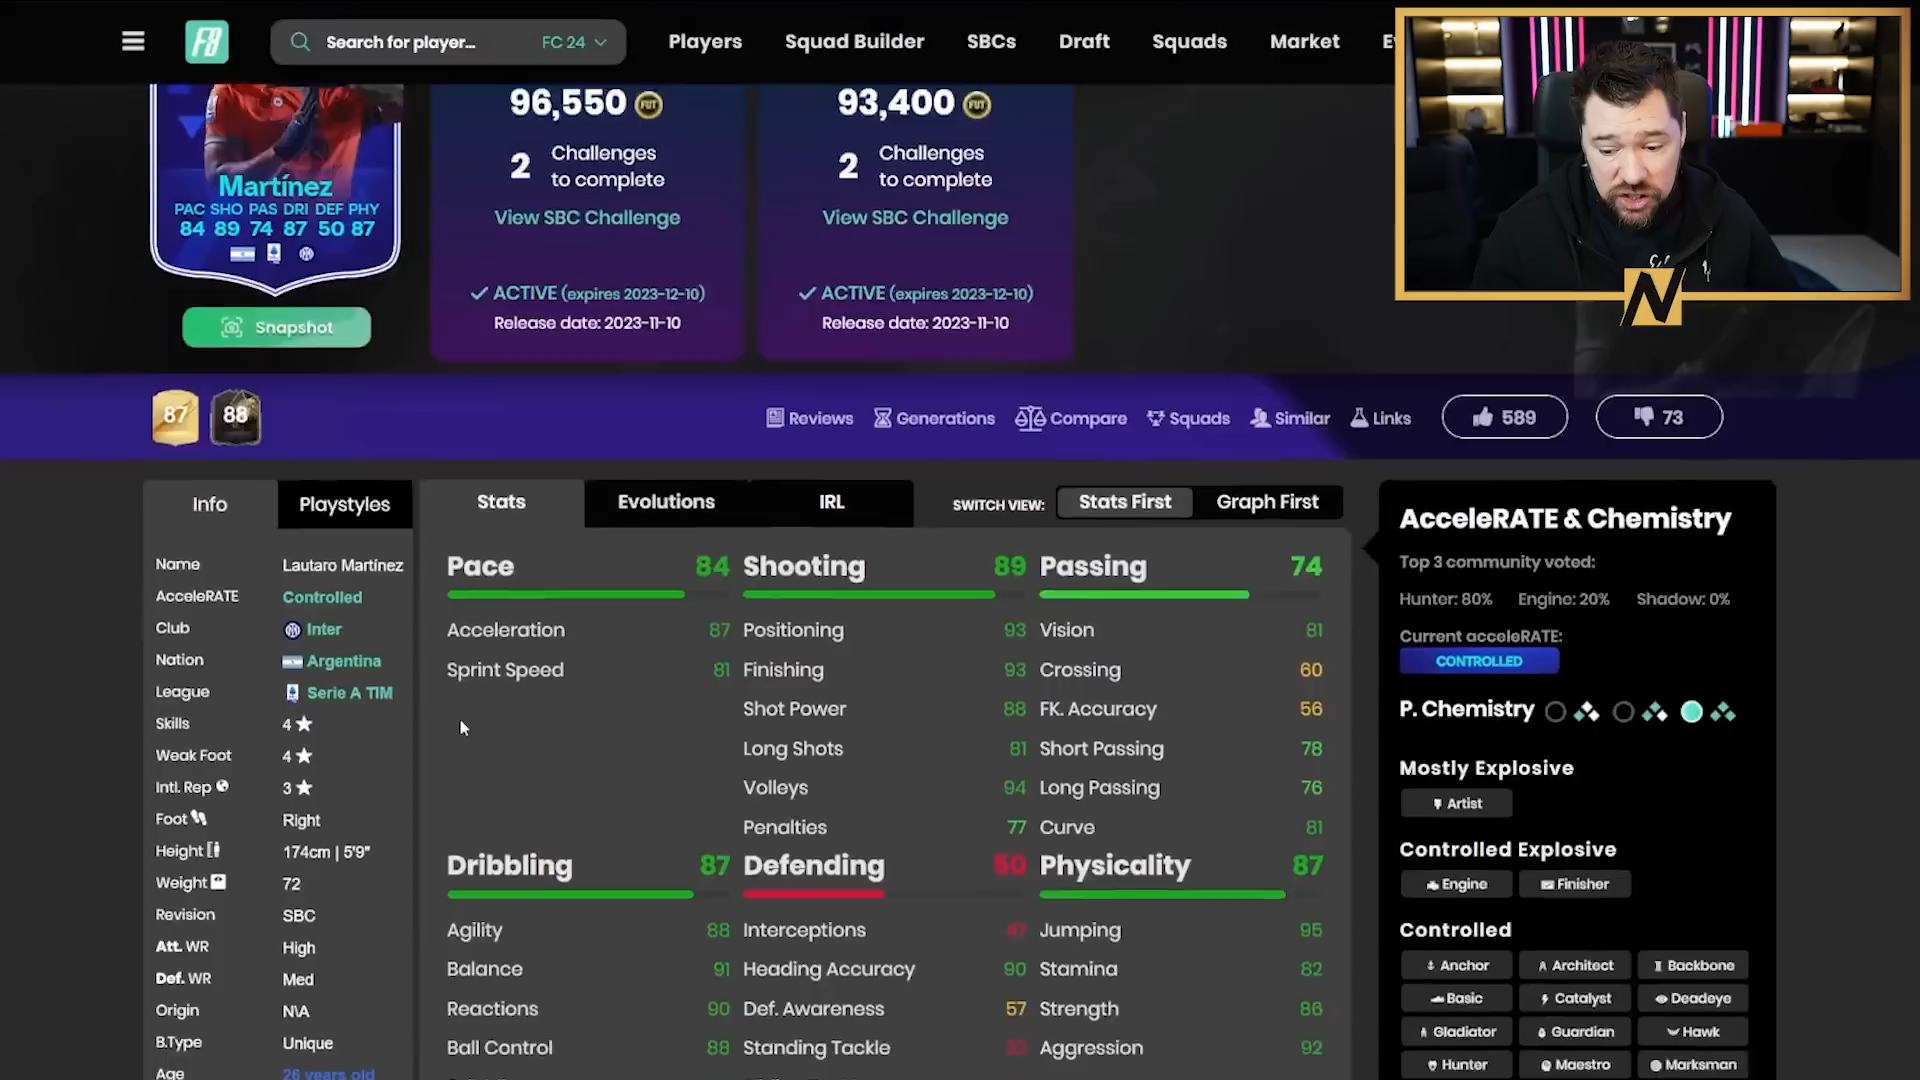 F8 Search for player... FC 24 Players Squad Builder SBCs Draft Squads Market
96,550 FUT 93,400 FUT
2 Challenges to complete 2 Challenges to complete
View SBC Challenge View SBC Challenge
Martínez
PAC SHO PAS DRI DEF PHY
84 89 74 87 50 87
ACTIVE (expires 2023-12-10) ACTIVE (expires 2023-12-10)
Release date: 2023-11-10 Release date: 2023-11-10
N
Snapshot
87 88 Reviews Generations Compare Squads Similar Links 589 73
Info Playstyles Stats Evolutions IRL SWITCH VIEW: Stats First Graph First
Name Lautaro Martínez
AcceleRATE Controlled
Club Inter
Nation Argentina
League Serie A TIM
Skills 4
Weak Foot 4
Intl. Rep 3
Foot Right
Height 174cm | 5'9"
Weight 72
Revision SBC
Att. WR High
Def. WR Med
Origin N\A
B.Type Unique
Age 26 years old
Pace 84
Acceleration 87
Sprint Speed 81
Shooting 89
Positioning 93
Finishing 93
Shot Power 88
Long Shots 81
Volleys 94
Penalties 77
Passing 74
Vision 81
Crossing 60
FK. Accuracy 56
Short Passing 78
Long Passing 76
Curve 81
Dribbling 87
Agility 88
Balance 91
Reactions 90
Ball Control 88
Defending 50
Interceptions 47
Heading Accuracy 90
Def. Awareness 57
Standing Tackle
Physicality 87
Jumping 95
Stamina 82
Strength 86
Aggression 92
AcceleRATE & Chemistry
Top 3 community voted:
Hunter: 80% Engine: 20% Shadow: 0%
Current acceleRATE:
CONTROLLED
P. Chemistry
Mostly Explosive
Artist
Controlled Explosive
Engine Finisher
Controlled
Anchor Architect Backbone
Basic Catalyst Deadeye
Gladiator Guardian Hawk
Hunter Maestro Marksman